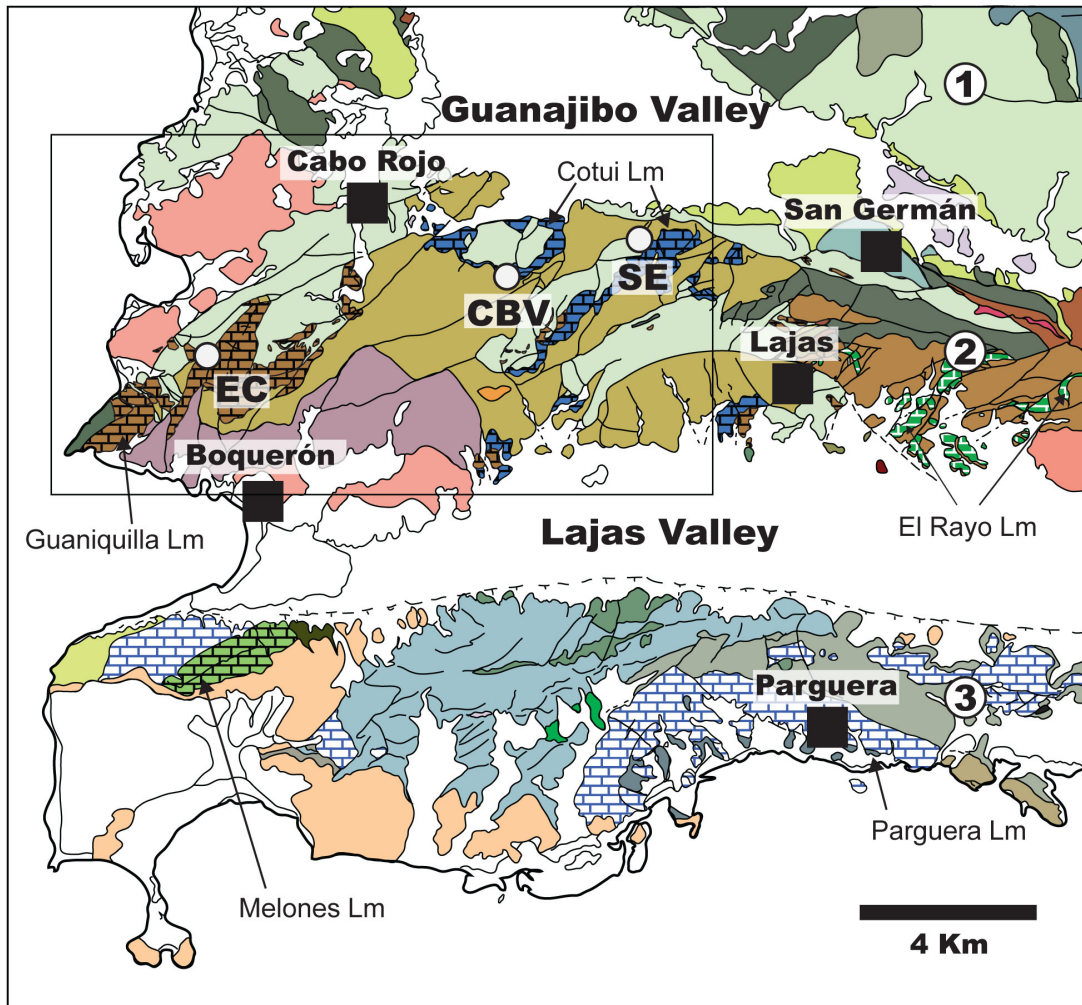 1
Guanajibo Valley
Cabo Rojo
Cotui Lm
San Germán
SE
CBV
Lajas
2
EC
Boquerón
Guaniquilla Lm
El Rayo Lm
Lajas Valley
Parguera
3
Parguera Lm
Melones Lm
4 Km